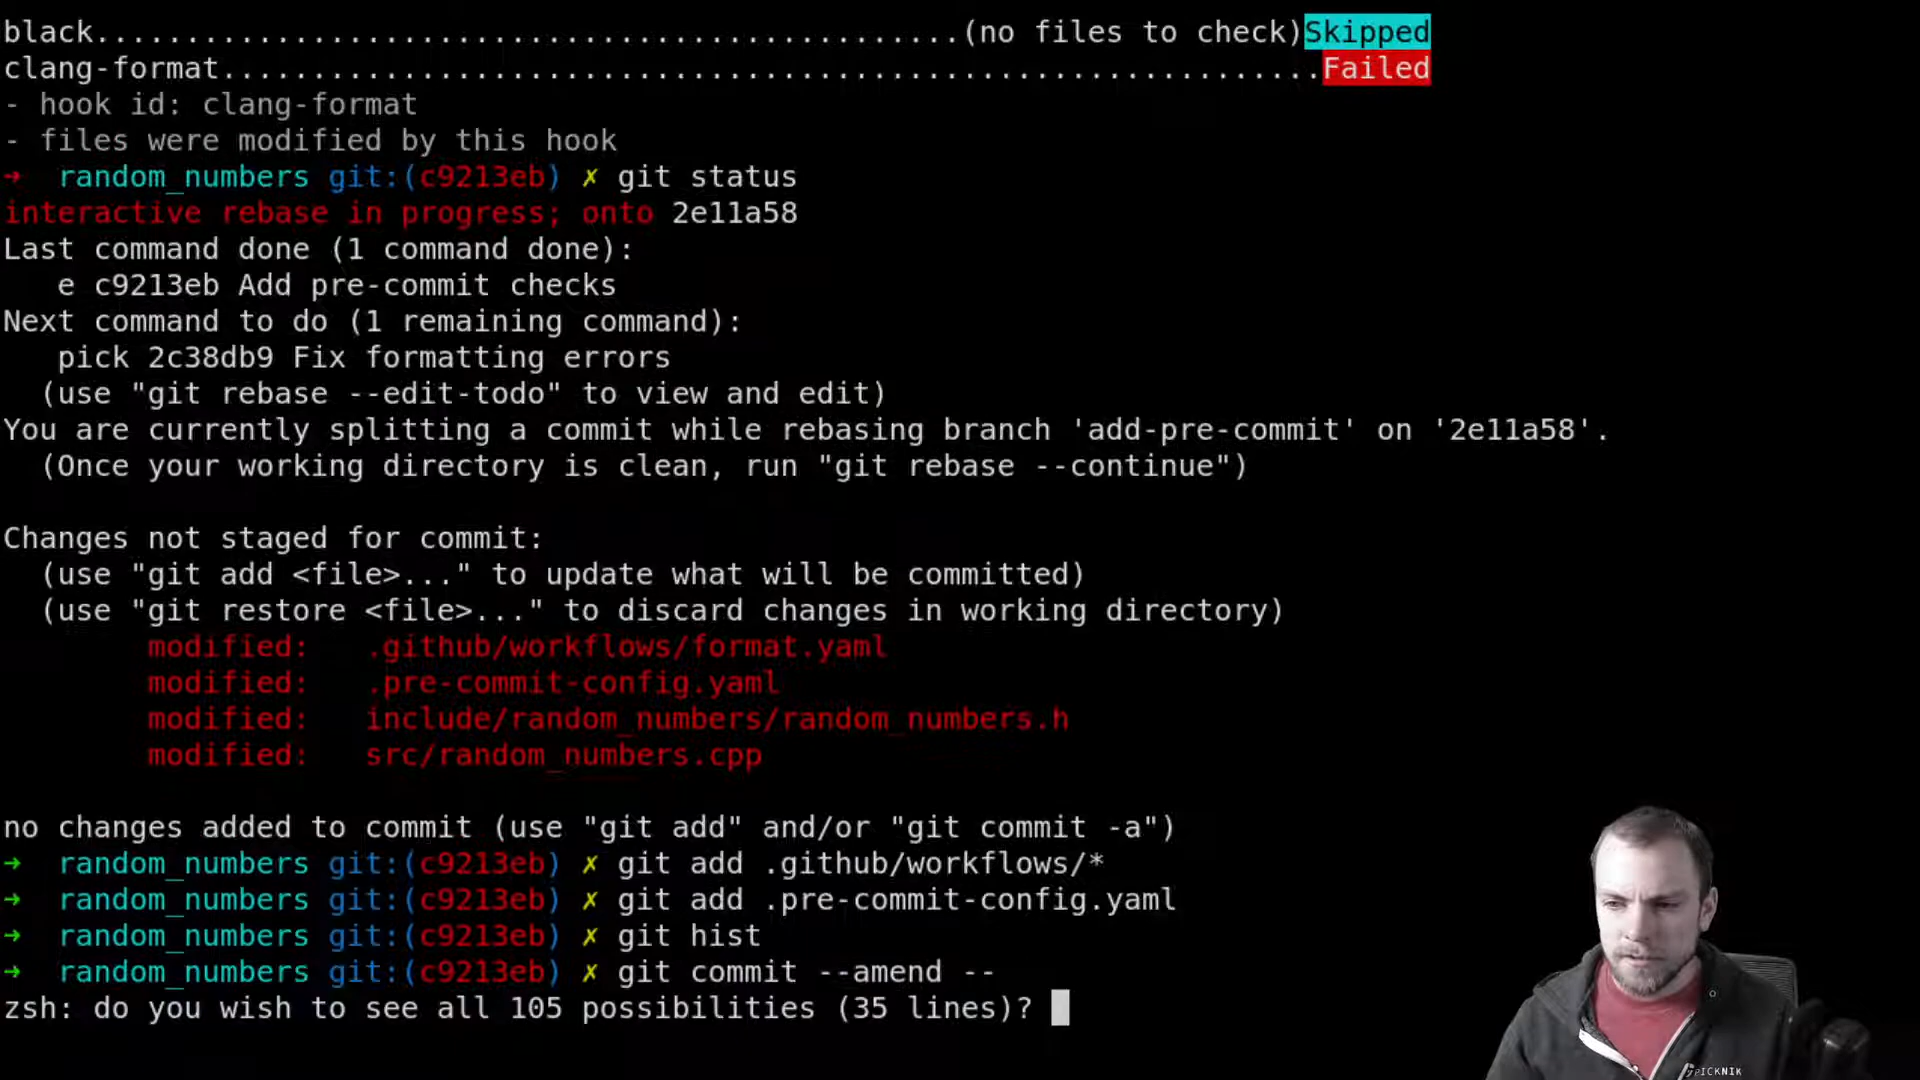 black................................................(no files to check)Skipped
clang-format.............................................................Failed
- hook id: clang-format
- files were modified by this hook
➜  random_numbers git:(c9213eb) ✗ git status
interactive rebase in progress; onto 2e11a58
Last command done (1 command done):
   e c9213eb Add pre-commit checks
Next command to do (1 remaining command):
   pick 2c38db9 Fix formatting errors
  (use "git rebase --edit-todo" to view and edit)
You are currently splitting a commit while rebasing branch 'add-pre-commit' on '2e11a58'.
  (Once your working directory is clean, run "git rebase --continue")
Changes not staged for commit:
  (use "git add <file>..." to update what will be committed)
  (use "git restore <file>..." to discard changes in working directory)
        modified:   .github/workflows/format.yaml
        modified:   .pre-commit-config.yaml
        modified:   include/random_numbers/random_numbers.h
        modified:   src/random_numbers.cpp
no changes added to commit (use "git add" and/or "git commit -a")
➜  random_numbers git:(c9213eb) ✗ git add .github/workflows/*
➜  random_numbers git:(c9213eb) ✗ git add .pre-commit-config.yaml
➜  random_numbers git:(c9213eb) ✗ git hist
➜  random_numbers git:(c9213eb) ✗ git commit --amend --
zsh: do you wish to see all 105 possibilities (35 lines)?
PICKNIK